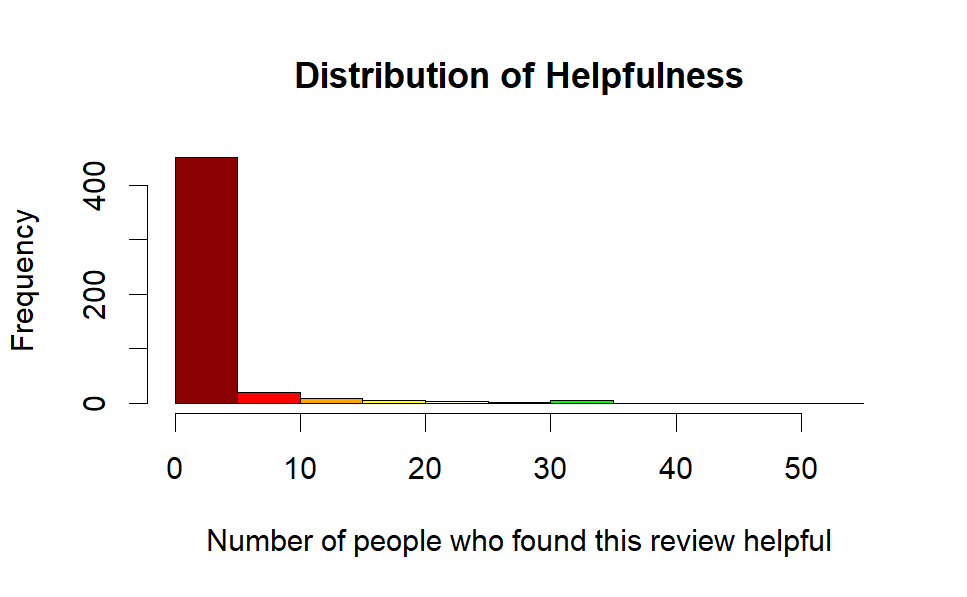 Distribution of Helpfulness
Frequency
400
200
0
0 10 20 30 40 50
Number of people who found this review helpful